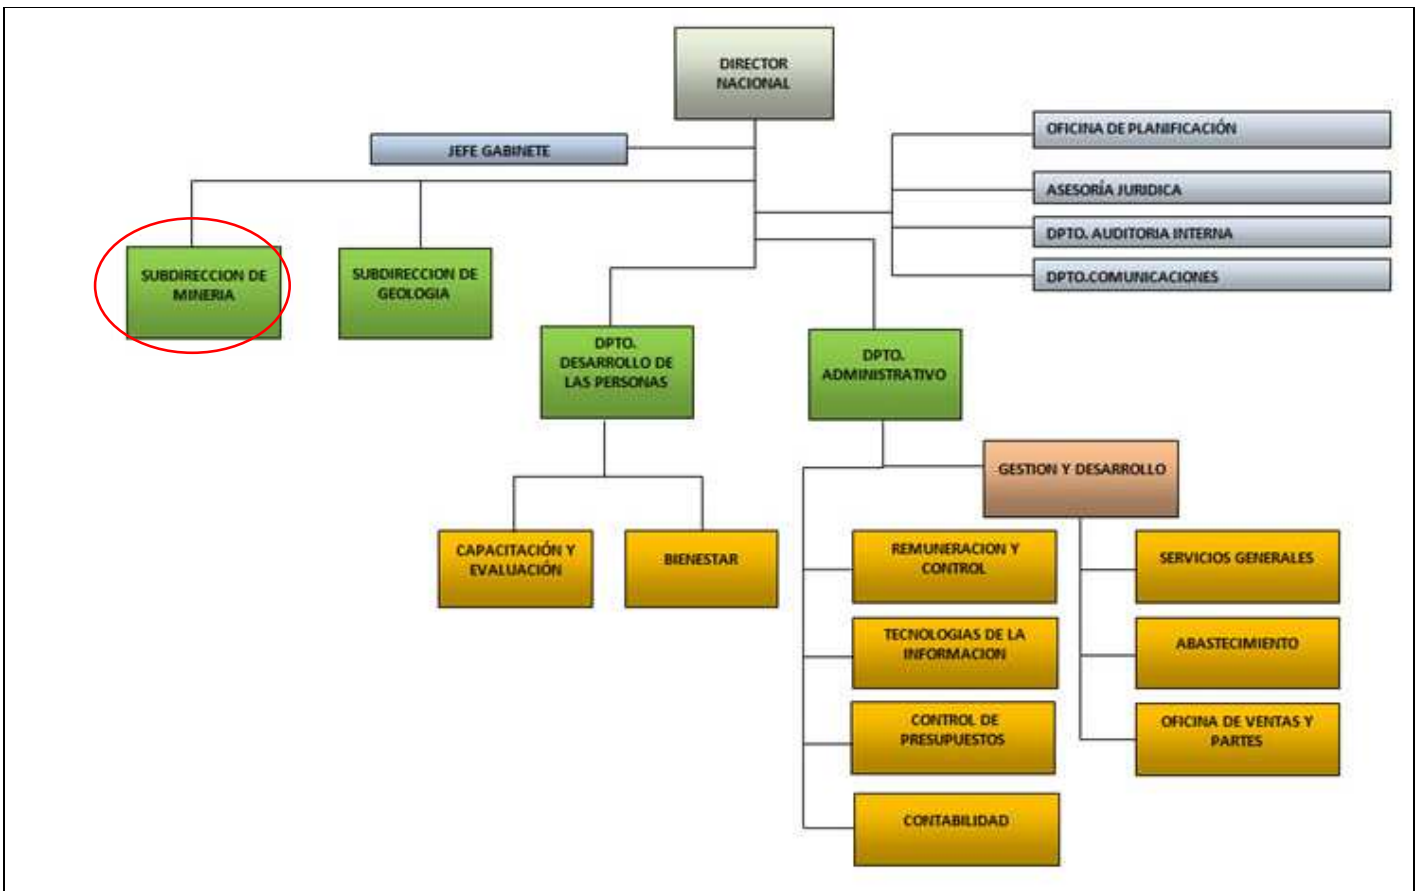 DIRECTOR
NACIONAL
JEFE GABINETE
OFICINA DE PLANIFICACIÓN
ASESORÍA JURIDICA
DPTO. AUDITORIA INTERNA
DPTO.COMUNICACIONES
SUBDIRECCION DE
MINERIA
SUBDIRECCION DE
GEOLOGIA
DPTO.
DESARROLLO DE
LAS PERSONAS
DPTO.
ADMINISTRATIVO
GESTION Y DESARROLLO
CAPACITACIÓN Y
EVALUACIÓN
BIENESTAR
REMUNERACION Y
CONTROL
SERVICIOS GENERALES
TECNOLOGIAS DE LA
INFORMACION
ABASTECIMIENTO
CONTROL DE
PRESUPUESTOS
OFICINA DE VENTAS Y
PARTES
CONTABILIDAD